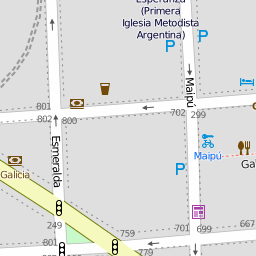 Esperanza
(Primera
Iglesia Metodista
Argentina)
P
P
Maipú
801
802
800
702
299
Maipú
Ga
P
Galicia
Esmeralda
249
801
759
779
701
699
667